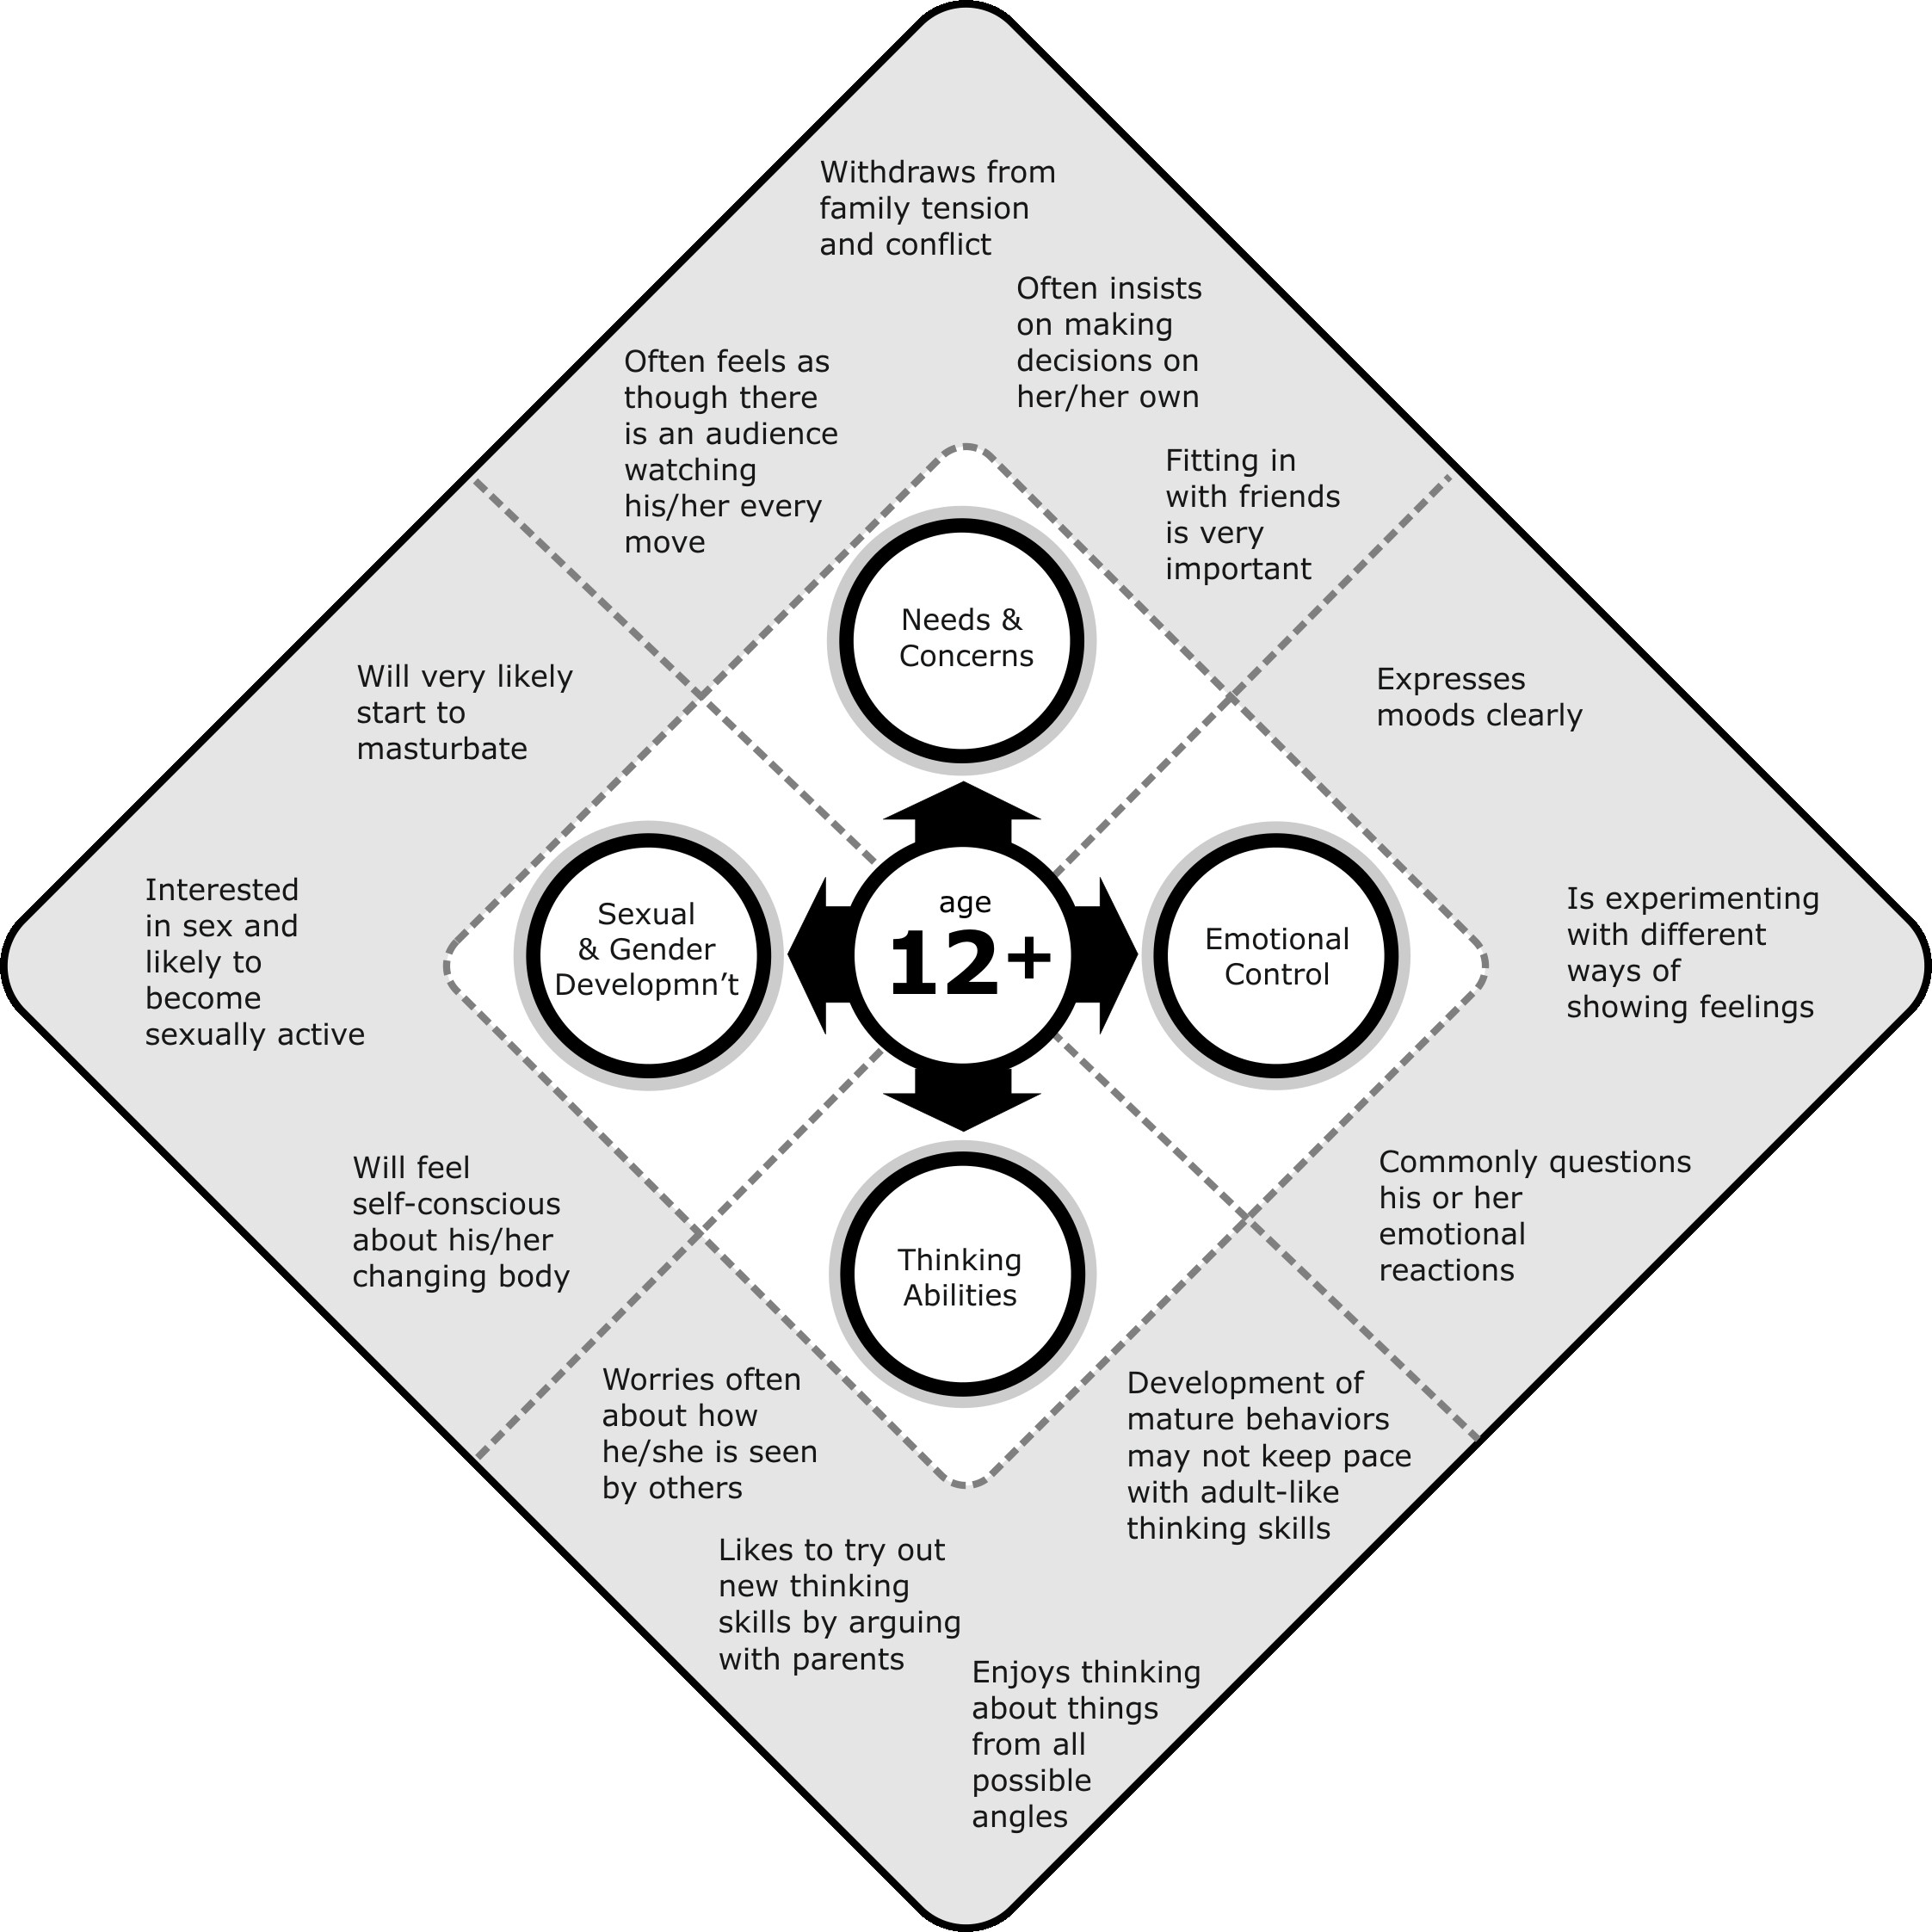 Withdraws from
family tension
and conflict
Often insists
on making
decisions on
her/her own
Often feels as
though there
is an audience
watching
his/her every
move
Fitting in
with friends
is very
important
Needs &
Concerns
Will very likely
start to
masturbate
Expresses
moods clearly
Interested
in sex and
likely to
become
sexually active
Sexual
& Gender
Developmn’t
age
12+
Emotional
Control
Is experimenting
with different
ways of
showing feelings
Will feel
self-conscious
about his/her
changing body
Thinking
Abilities
Commonly questions
his or her
emotional
reactions
Worries often
about how
he/she is seen
by others
Development of
mature behaviors
may not keep pace
with adult-like
thinking skills
Likes to try out
new thinking
skills by arguing
with parents
Enjoys thinking
about things
from all
possible
angles